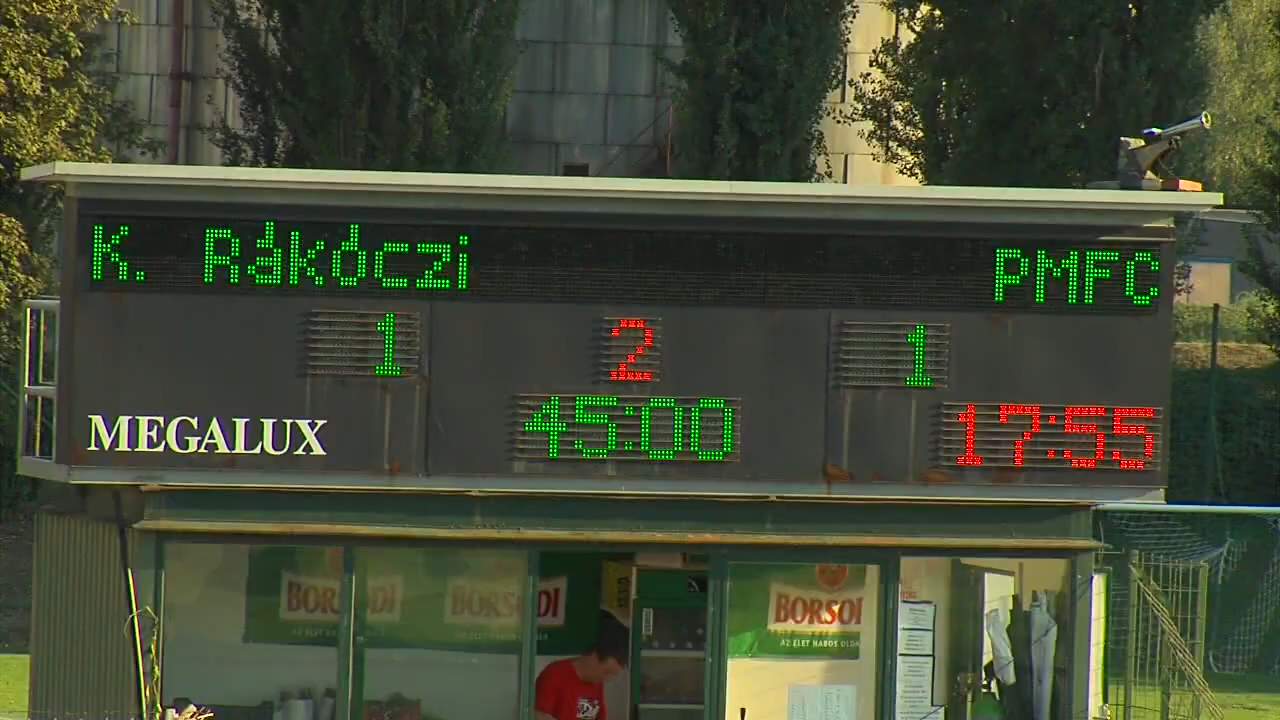 K. Rákóczi PMFC
1 2 1
45:00 17:55
MEGALUX
BORSODI BORSODI BORSODI
AZ ÉLET HABOS OLDALA